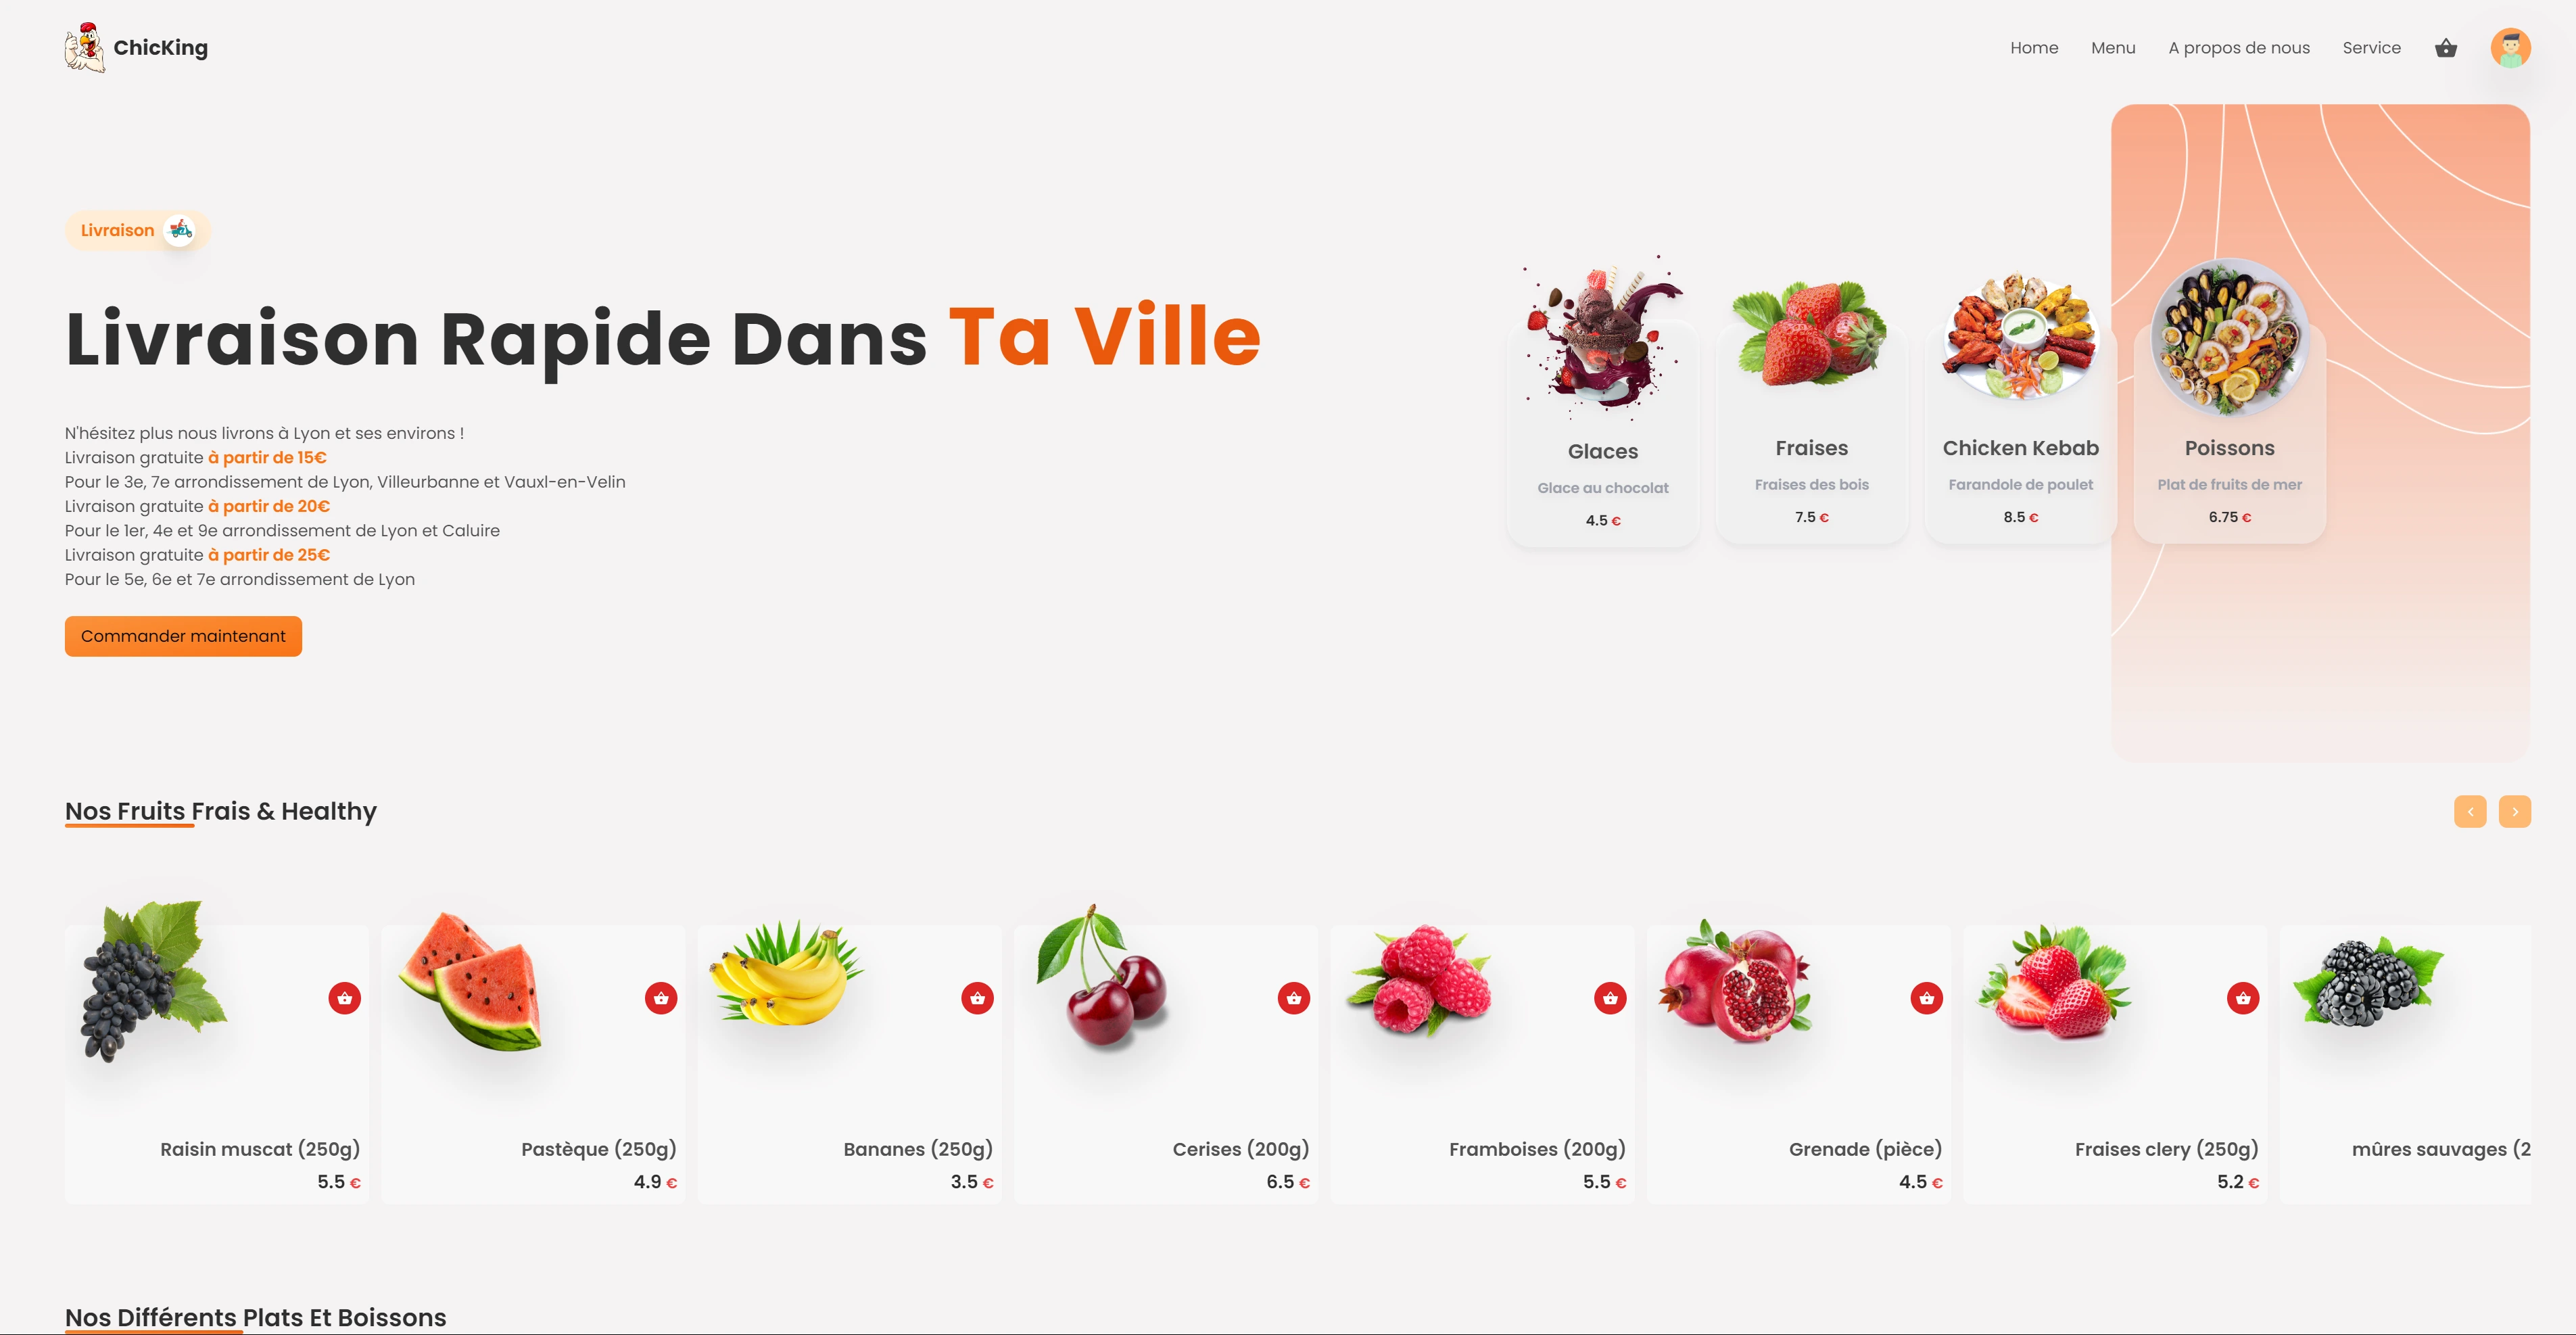 ChicKing
Home
Menu
A propos de nous
Service
Livraison
Livraison Rapide Dans Ta Ville
N'hésitez plus nous livrons à Lyon et ses environs !
Livraison gratuite à partir de 15€
Pour le 3e, 7e arrondissement de Lyon, Villeurbanne et Vauxl-en-Velin
Livraison gratuite à partir de 20€
Pour le 1er, 4e et 9e arrondissement de Lyon et Caluire
Livraison gratuite à partir de 25€
Pour le 5e, 6e et 7e arrondissement de Lyon
Commander maintenant
Glaces
Glace au chocolat
4.5 €
Fraises
Fraises des bois
7.5 €
Chicken Kebab
Farandole de poulet
8.5 €
Poissons
Plat de fruits de mer
6.75 €
Nos Fruits Frais & Healthy
Raisin muscat (250g)
5.5 €
Pastèque (250g)
4.9 €
Bananes (250g)
3.5 €
Cerises (200g)
6.5 €
Framboises (200g)
5.5 €
Grenade (pièce)
4.5 €
Fraises clery (250g)
5.2 €
mûres sauvages (2
Nos Différents Plats Et Boissons